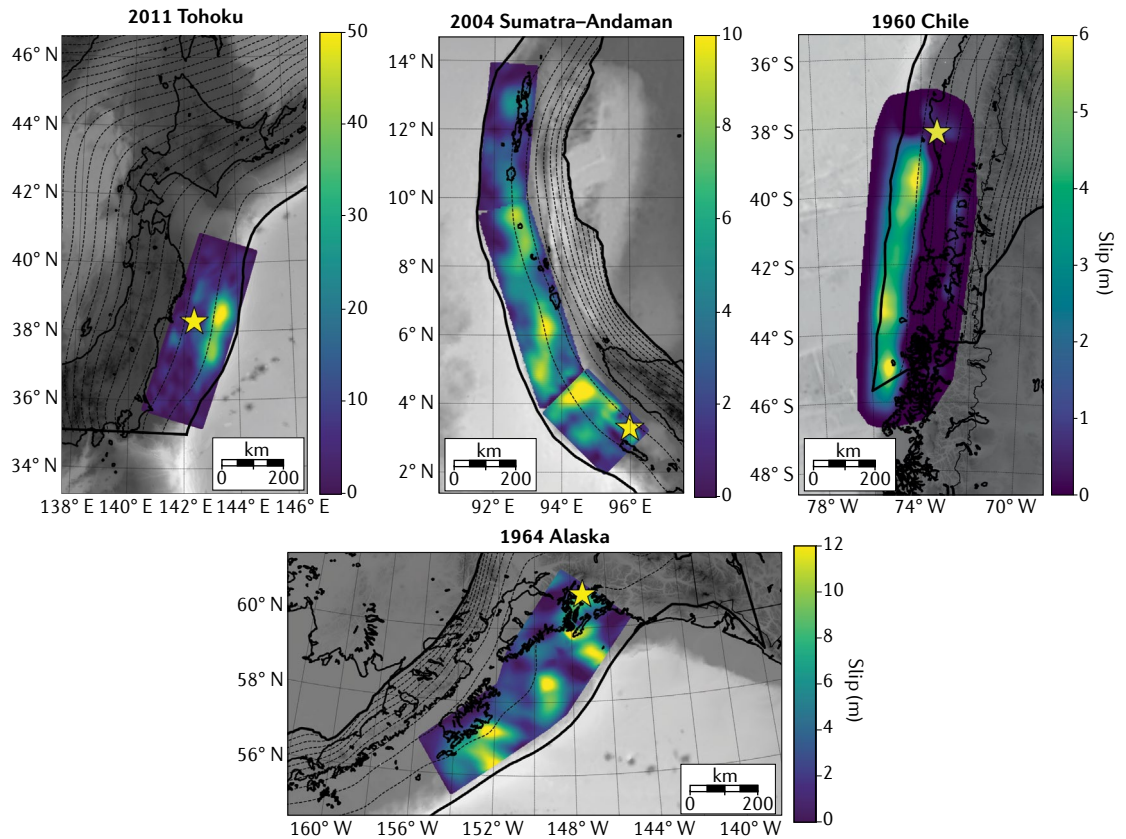 2011 Tohoku
46° N
44° N
42° N
40° N
38° N
36° N
34° N
138° E 140° E 142° E 144° E 146° E
km
0 200
50
40
30
20
10
0
2004 Sumatra–Andaman
14° N
12° N
10° N
8° N
6° N
4° N
2° N
92° E 94° E 96° E
km
0 200
10
8
6
4
2
0
1960 Chile
36° S
38° S
40° S
42° S
44° S
46° S
48° S
78° W 74° W 70° W
km
0 200
6
5
4
3
2
1
0
Slip (m)
1964 Alaska
60° N
58° N
56° N
160° W 156° W 152° W 148° W 144° W 140° W
km
0 200
12
10
8
6
4
2
0
Slip (m)